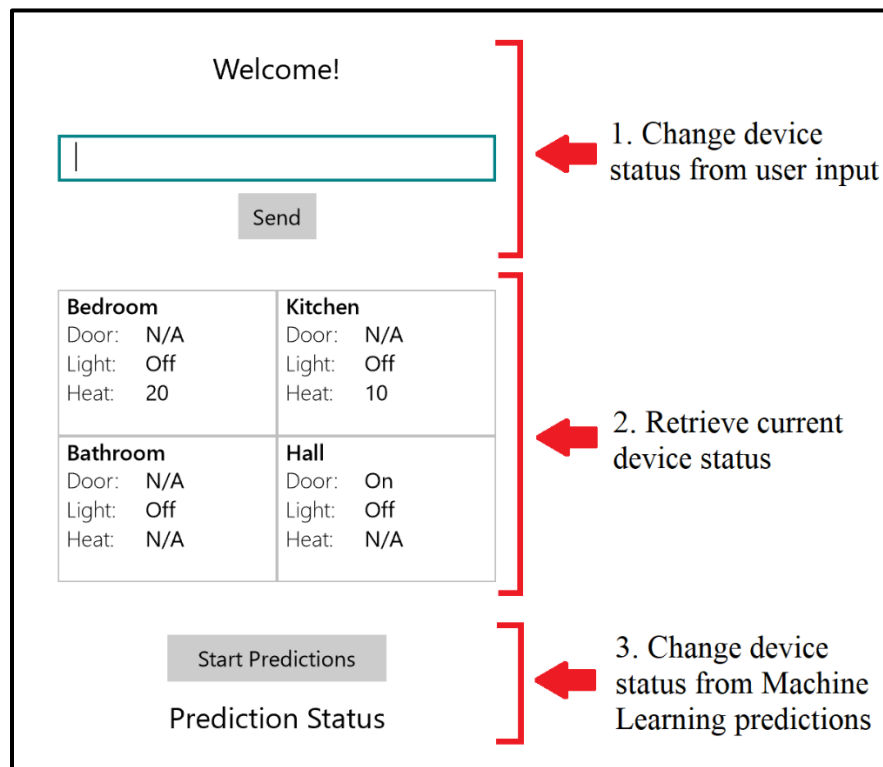 Welcome!
1. Change device
status from user input
Send
Bedroom
Door: N/A
Light: Off
Heat: 20
Kitchen
Door: N/A
Light: Off
Heat: 10
Bathroom
Door: N/A
Light: Off
Heat: N/A
Hall
Door: On
Light: Off
Heat: N/A
2. Retrieve current
device status
Start Predictions
Prediction Status
3. Change device
status from Machine
Learning predictions